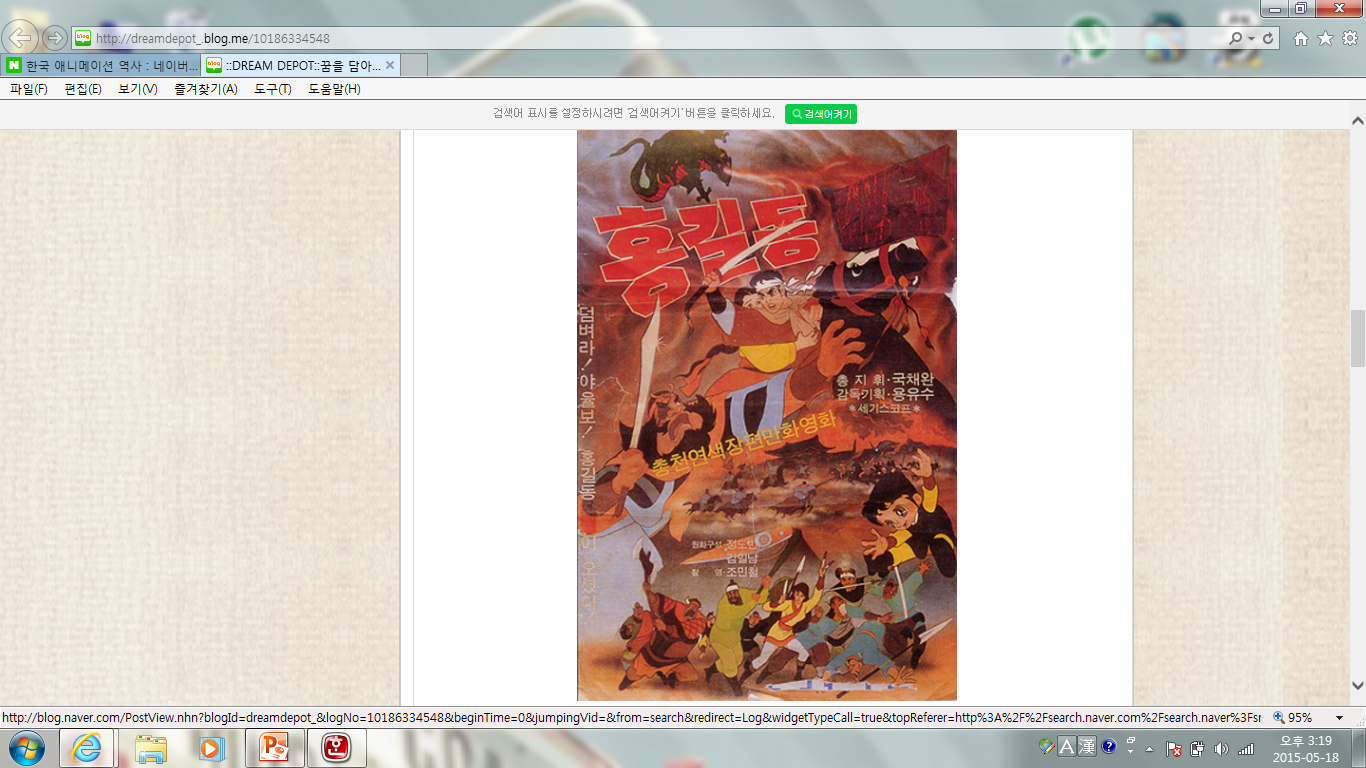 http://dreamdepot_.blog.me/10186334548
한국 애니메이션 역사 : 네이버...
::DREAM DEPOT::꿈을 담아...
파일(F) 편집(E) 보기(V) 즐겨찾기(A) 도구(T) 도움말(H)
검색어 표시를 설정하시려면 '검색어켜기' 버튼을 클릭하세요.
검색어켜기
홍길동
덤벼라! 야 울보! 홍길동 이 오셨다
총 지 휘·국채완
감독·기획·용유수
*세기스코프*
총천연색장편만화영화
원화구성·정도빈
김일남
촬 영·조민철
http://blog.naver.com/PostView.nhn?blogId=dreamdepot_&logNo=10186334548&beginTime=0&jumpingVid=&from=search&redirect=Log&widgetTypeCall=true&topReferer=http%3A%2F%2Fsearch.naver.com%2Fsearch.naver%3Fsr
95%
A 漢
오후 3:19
2015-05-18